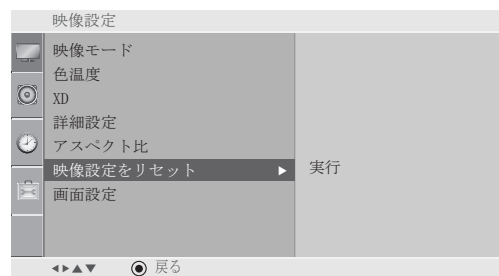 映像設定
映像モード
色温度
XD
詳細設定
アスペクト比
映像設定をリセット ▶ 実行
画面設定
◀▶▲▼ ◉ 戻る